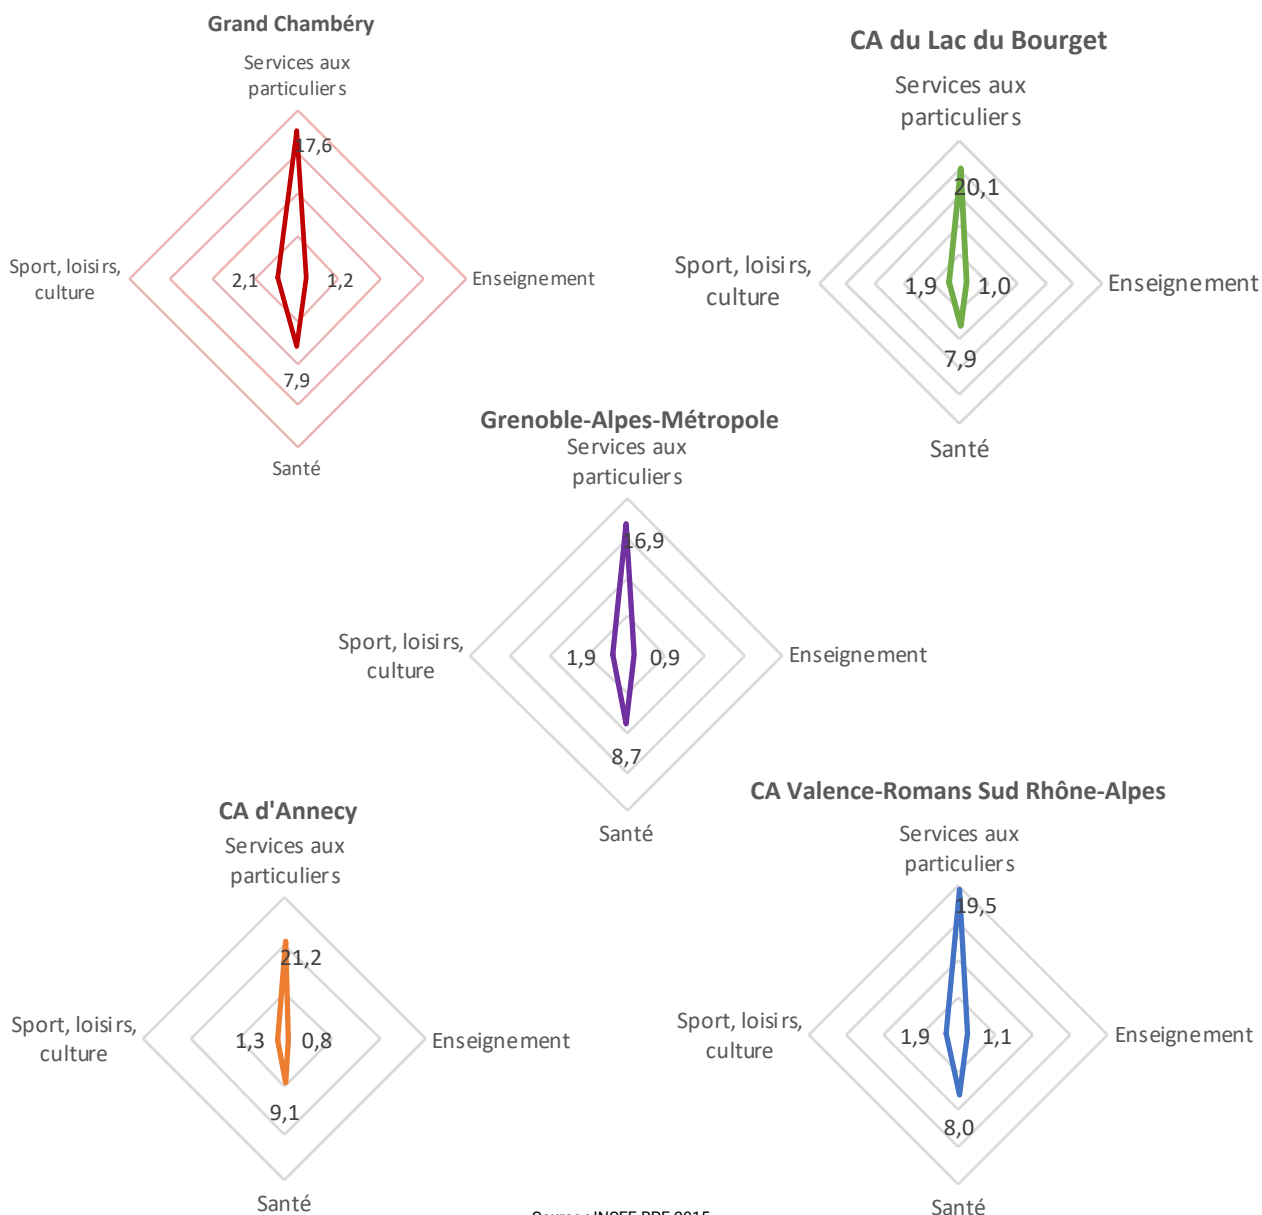 Grand Chambéry
Services aux
particuliers
17,6
Sport, loisirs,
culture
2,1
1,2
Enseignement
7,9
Santé
CA du Lac du Bourget
Services aux
particuliers
20,1
Sport, loisirs,
culture
1,9
1,0
Enseignement
7,9
Santé
Grenoble-Alpes-Métropole
Services aux
particuliers
16,9
Sport, loisirs,
culture
1,9
0,9
Enseignement
8,7
Santé
CA d'Annecy
Services aux
particuliers
21,2
Sport, loisirs,
culture
1,3
0,8
Enseignement
9,1
Santé
CA Valence-Romans Sud Rhône-Alpes
Services aux
particuliers
19,5
Sport, loisirs,
culture
1,9
1,1
Enseignement
8,0
Santé